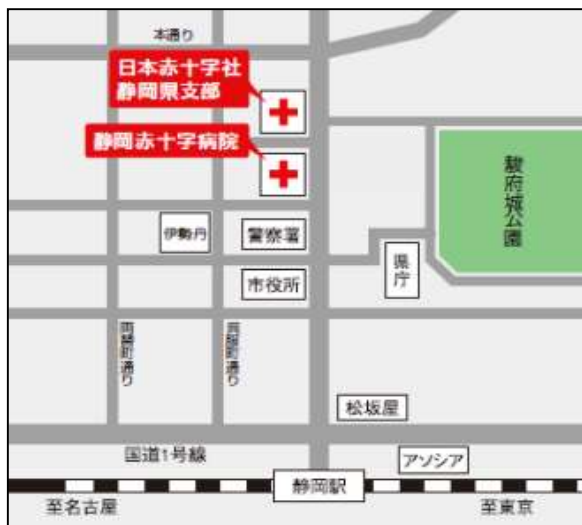 本通り
日本赤十字社
静岡県支部
静岡赤十字病院
駿府城公園
伊勢丹
警察署
県庁
市役所
両替町通り
呉服町通り
松坂屋
国道1号線
アソシア
静岡駅
至名古屋
至東京